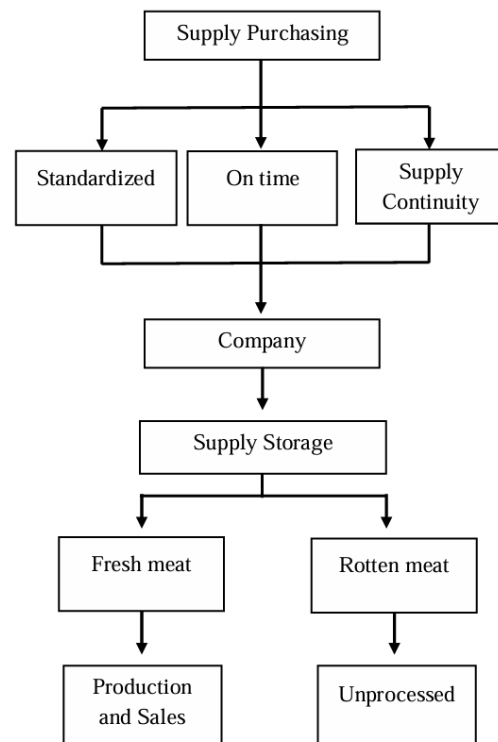 Supply Purchasing
Standardized
On time
Supply
Continuity
Company
Supply Storage
Fresh meat
Rotten meat
Production
and Sales
Unprocessed